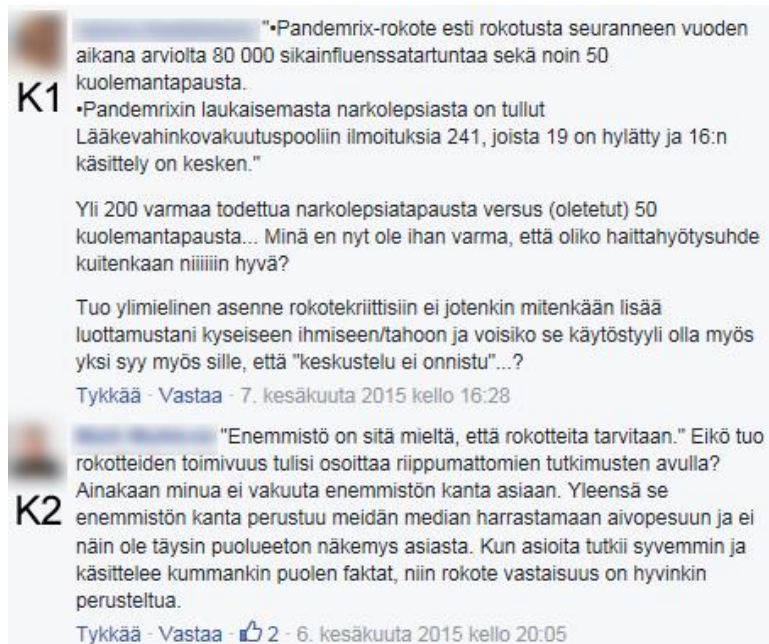 "•Pandemrix-rokote esti rokotusta seuranneen vuoden
aikana arviolta 80 000 sikainfluenssatartuntaa sekä noin 50
kuolemantapausta.
K1
•Pandemrixin laukaisemasta narkolepsiasta on tullut
Lääkevahinkovakuutuspooliin ilmoituksia 241, joista 19 on hylätty ja 16:n
käsittely on kesken."
Yli 200 varmaa todettua narkolepsiatapausta versus (oletetut) 50
kuolemantapausta... Minä en nyt ole ihan varma, että oliko haittahyötysuhde
kuitenkaan niiiiiin hyvä?
Tuo ylimielinen asenne rokotekriittisiin ei jotenkin mitenkään lisää
luottamustani kyseiseen ihmiseen/tahoon ja voisiko se käytöstyyli olla myös
yksi syy myös sille, että "keskustelu ei onnistu"...?
Tykkää · Vastaa · 7. kesäkuuta 2015 kello 16:28
"Enemmistö on sitä mieltä, että rokotteita tarvitaan." Eikö tuo
rokotteiden toimivuus tulisi osoittaa riippumattomien tutkimusten avulla?
Ainakaan minua ei vakuuta enemmistön kanta asiaan. Yleensä se
K2
enemmistön kanta perustuu meidän median harrastamaan aivopesuun ja ei
näin ole täysin puolueeton näkemys asiasta. Kun asioita tutkii syvemmin ja
käsittelee kummankin puolen faktat, niin rokote vastaisuus on hyvinkin
perusteltua.
Tykkää · Vastaa · 2 · 6. kesäkuuta 2015 kello 20:05